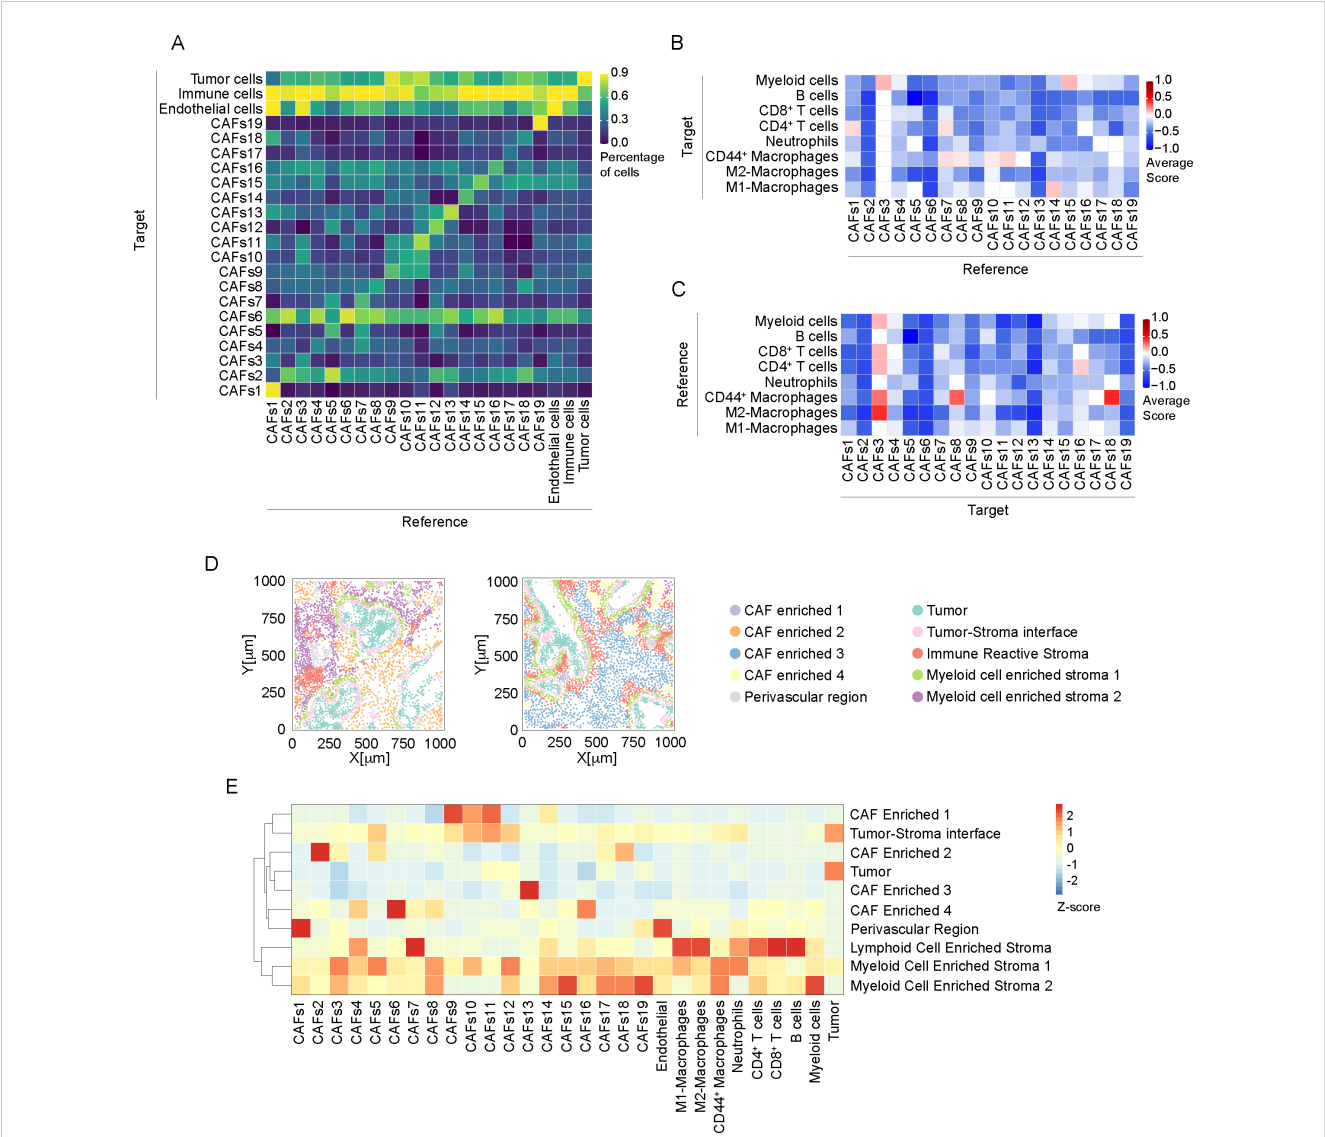 A
Target
Tumor cells
Immune cells
Endothelial cells
CAFs19
CAFs18
CAFs17
CAFs16
CAFs15
CAFs14
CAFs13
CAFs12
CAFs11
CAFs10
CAFs9
CAFs8
CAFs7
CAFs6
CAFs5
CAFs4
CAFs3
CAFs2
CAFs1
0.9
0.6
0.3
0.0
Percentage
of cells
CAFs1
CAFs2
CAFs3
CAFs4
CAFs5
CAFs6
CAFs7
CAFs8
CAFs9
CAFs10
CAFs11
CAFs12
CAFs13
CAFs14
CAFs15
CAFs16
CAFs17
CAFs18
CAFs19
Endothelial cells
Immune cells
Tumor cells
Reference
B
Target
Myeloid cells
B cells
CD8⁺ T cells
CD4⁺ T cells
Neutrophils
CD44⁺ Macrophages
M2-Macrophages
M1-Macrophages
1.0
0.5
0.0
−0.5
−1.0
Average
Score
CAFs1
CAFs2
CAFs3
CAFs4
CAFs5
CAFs6
CAFs7
CAFs8
CAFs9
CAFs10
CAFs11
CAFs12
CAFs13
CAFs14
CAFs15
CAFs16
CAFs17
CAFs18
CAFs19
Reference
C
Reference
Myeloid cells
B cells
CD8⁺ T cells
CD4⁺ T cells
Neutrophils
CD44⁺ Macrophages
M2-Macrophages
M1-Macrophages
1.0
0.5
0.0
−0.5
−1.0
Average
Score
CAFs1
CAFs2
CAFs3
CAFs4
CAFs5
CAFs6
CAFs7
CAFs8
CAFs9
CAFs10
CAFs11
CAFs12
CAFs13
CAFs14
CAFs15
CAFs16
CAFs17
CAFs18
CAFs19
Target
D
Y[µm]
1000
750
500
250
0
0 250 500 750 1000
X[µm]
Y[µm]
1000
750
500
250
0
0 250 500 750 1000
X[µm]
CAF enriched 1
CAF enriched 2
CAF enriched 3
CAF enriched 4
Perivascular region
Tumor
Tumor-Stroma interface
Immune Reactive Stroma
Myeloid cell enriched stroma 1
Myeloid cell enriched stroma 2
E
CAF Enriched 1
Tumor-Stroma interface
CAF Enriched 2
Tumor
CAF Enriched 3
CAF Enriched 4
Perivascular Region
Lymphoid Cell Enriched Stroma
Myeloid Cell Enriched Stroma 1
Myeloid Cell Enriched Stroma 2
2
1
0
-1
-2
Z-score
CAFs1
CAFs2
CAFs3
CAFs4
CAFs5
CAFs6
CAFs7
CAFs8
CAFs9
CAFs10
CAFs11
CAFs12
CAFs13
CAFs14
CAFs15
CAFs16
CAFs17
CAFs18
CAFs19
Endothelial
M1-Macrophages
M2-Macrophages
CD44⁺ Macrophages
Neutrophils
CD4⁺ T cells
CD8⁺ T cells
B cells
Myeloid cells
Tumor